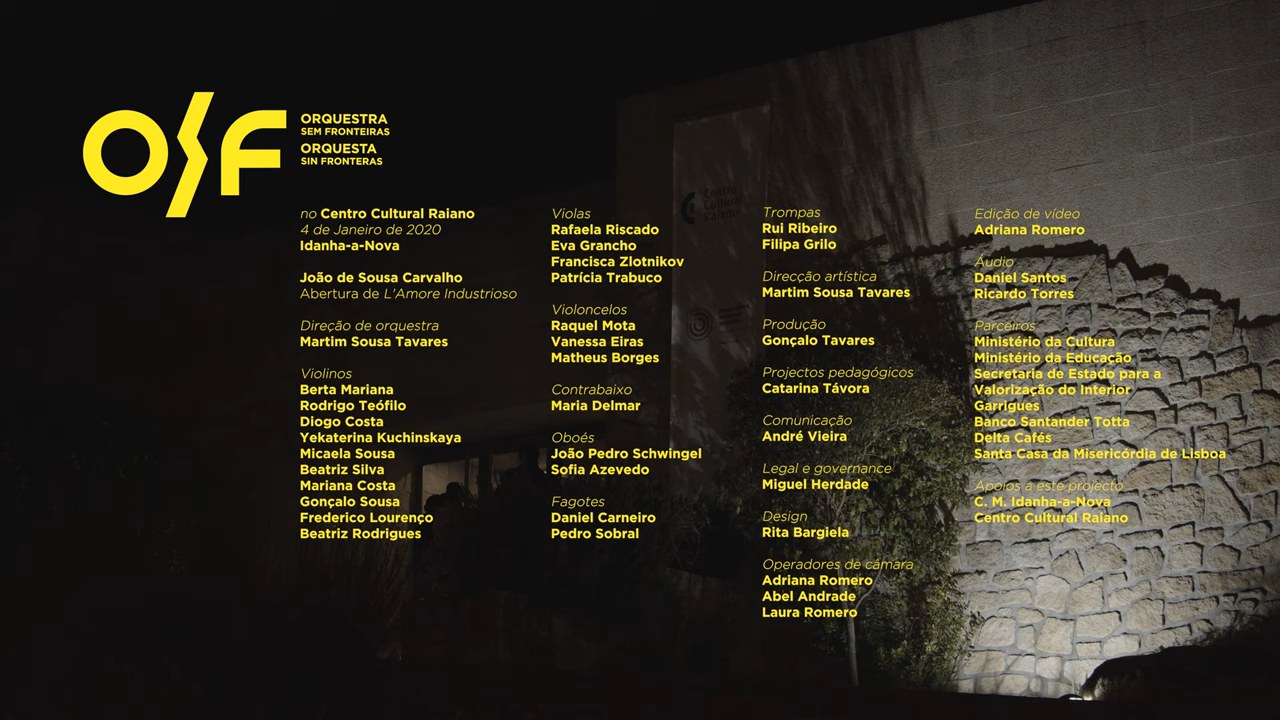 OSF
ORQUESTRA
SEM FRONTEIRAS
ORQUESTA
SIN FRONTERAS
no Centro Cultural Raiano
4 de Janeiro de 2020
Idanha-a-Nova
João de Sousa Carvalho
Abertura de L'Amore Industrioso
Direção de orquestra
Martim Sousa Tavares
Violinos
Berta Mariana
Rodrigo Teófilo
Diogo Costa
Yekaterina Kuchinskaya
Micaela Sousa
Beatriz Silva
Mariana Costa
Gonçalo Sousa
Frederico Lourenço
Beatriz Rodrigues
Violas
Rafaela Riscado
Eva Grancho
Francisca Zlotnikov
Patrícia Trabuco
Violoncelos
Raquel Mota
Vanessa Eiras
Matheus Borges
Contrabaixo
Maria Delmar
Oboés
João Pedro Schwingel
Sofia Azevedo
Fagotes
Daniel Carneiro
Pedro Sobral
Trompas
Rui Ribeiro
Filipa Grilo
Direcção artística
Martim Sousa Tavares
Produção
Gonçalo Tavares
Projectos pedagógicos
Catarina Távora
Comunicação
André Vieira
Legal e governance
Miguel Herdade
Design
Rita Bargiela
Operadores de câmara
Adriana Romero
Abel Andrade
Laura Romero
Edição de vídeo
Adriana Romero
Áudio
Daniel Santos
Ricardo Torres
Parceiros
Ministério da Cultura
Ministério da Educação
Secretaria de Estado para a
Valorização do Interior
Garrigues
Banco Santander Totta
Delta Cafés
Santa Casa da Misericórdia de Lisboa
Apoios a este projecto
C. M. Idanha-a-Nova
Centro Cultural Raiano
Centro
Cultural
Raiano